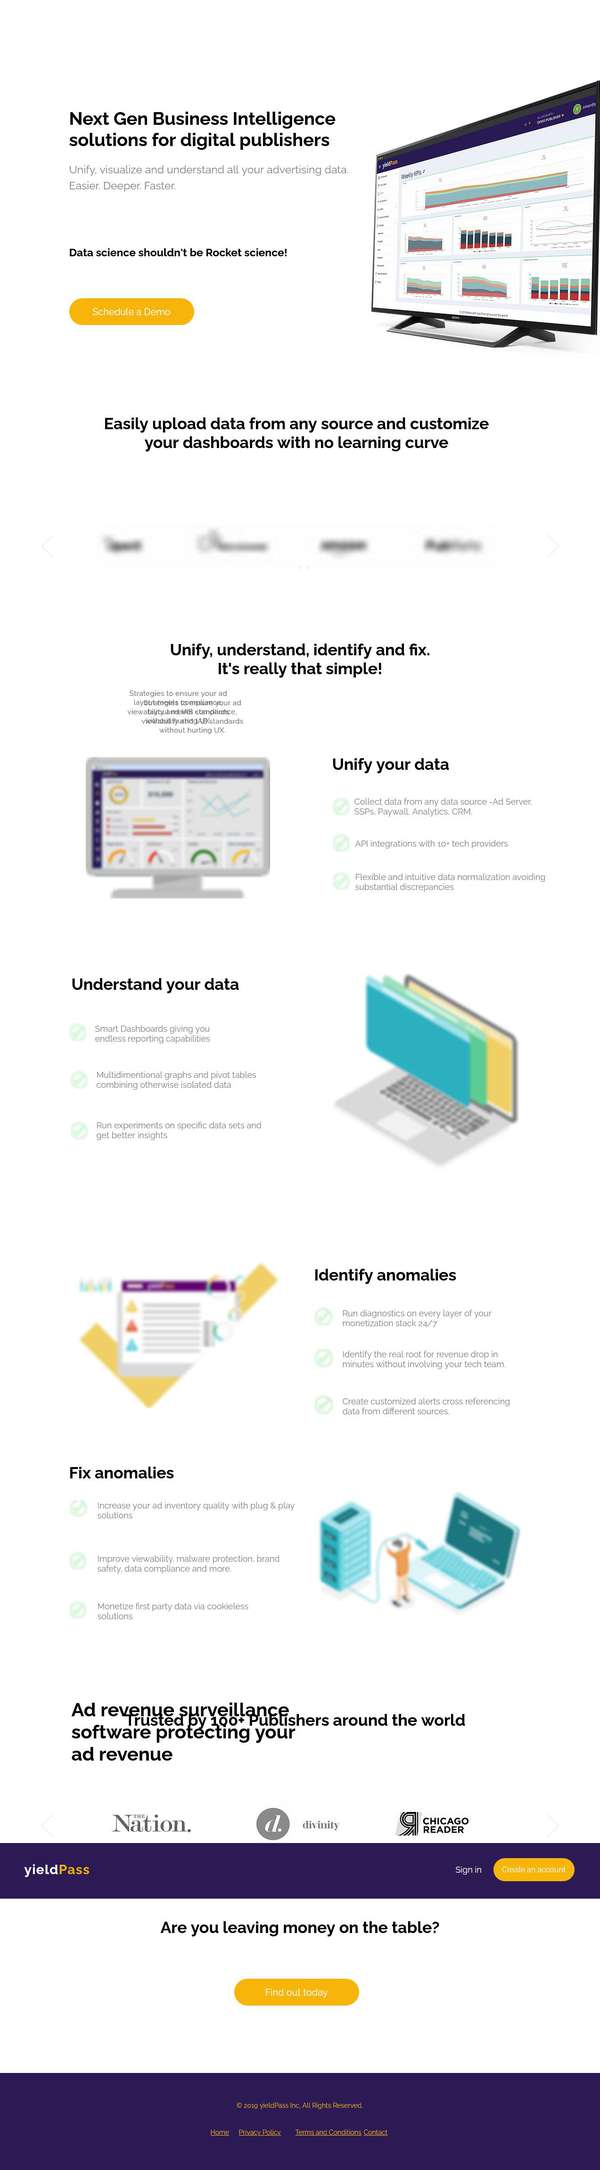 Next Gen Business Intelligence
solutions for digital publishers
Unify, visualize and understand all your advertising data.
Easier. Deeper. Faster.
Data science shouldn't be Rocket science!
Schedule a Demo
yieldPass
Weekly KPIs
Easily upload data from any source and customize
your dashboards with no learning curve
Unify, understand, identify and fix.
It's really that simple!
Strategies to ensure your ad
without hurting UX.
Unify your data
Collect data from any data source -Ad Server,
SSPs, Paywall, Analytics, CRM.
API integrations with 10+ tech providers
Flexible and intuitive data normalization avoiding
substantial discrepancies
Understand your data
Smart Dashboards giving you
endless reporting capabilities
Multidimentional graphs and pivot tables
combining otherwise isolated data
Run experiments on specific data sets and
get better insights
Identify anomalies
Run diagnostics on every layer of your
monetization stack 24/7
Identify the real root for revenue drop in
minutes without involving your tech team.
Create customized alerts cross referencing
data from different sources.
Fix anomalies
Increase your ad inventory quality with plug & play
solutions
Improve viewability, malware protection, brand
safety, data compliance and more.
Monetize first party data via cookieless
solutions
Ad revenue surveillance
Trusted by 100+ Publishers around the world
software protecting your
ad revenue
THE
Nation.
d. divinity
CHICAGO
READER
yieldPass
Sign in
Create an account
Are you leaving money on the table?
Find out today
© 2019 yieldPass Inc, All Rights Reserved.
Home Privacy Policy Terms and Conditions Contact